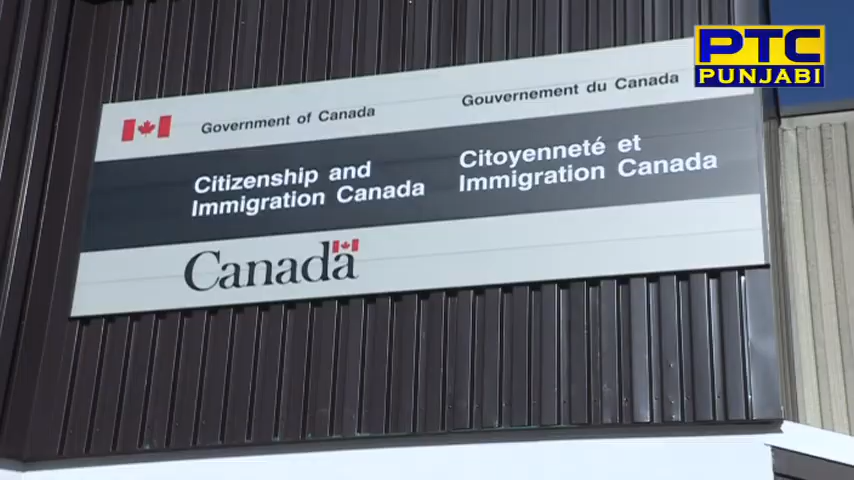 PTC
PUNJABI
Government of Canada
Gouvernement du Canada
Citizenship and
Immigration Canada
Citoyenneté et
Immigration Canada
Canada